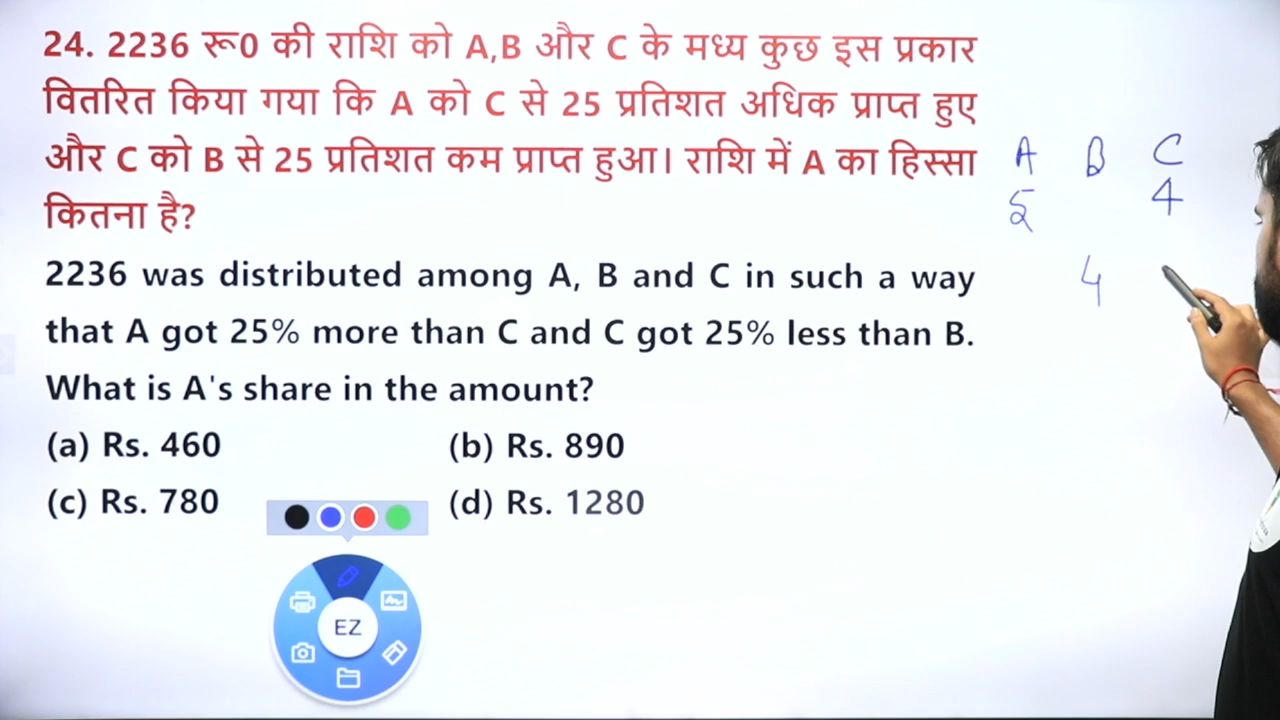 24. 2236 रू0 की राशि को A,B और C के मध्य कुछ इस प्रकार
वितरित किया गया कि A को C से 25 प्रतिशत अधिक प्राप्त हुए
और C को B से 25 प्रतिशत कम प्राप्त हुआ। राशि में A का हिस्सा
कितना है?
2236 was distributed among A, B and C in such a way
that A got 25% more than C and C got 25% less than B.
What is A's share in the amount?
(a) Rs. 460 (b) Rs. 890
(c) Rs. 780 (d) Rs. 1280
A B C
5 4
4
EZ